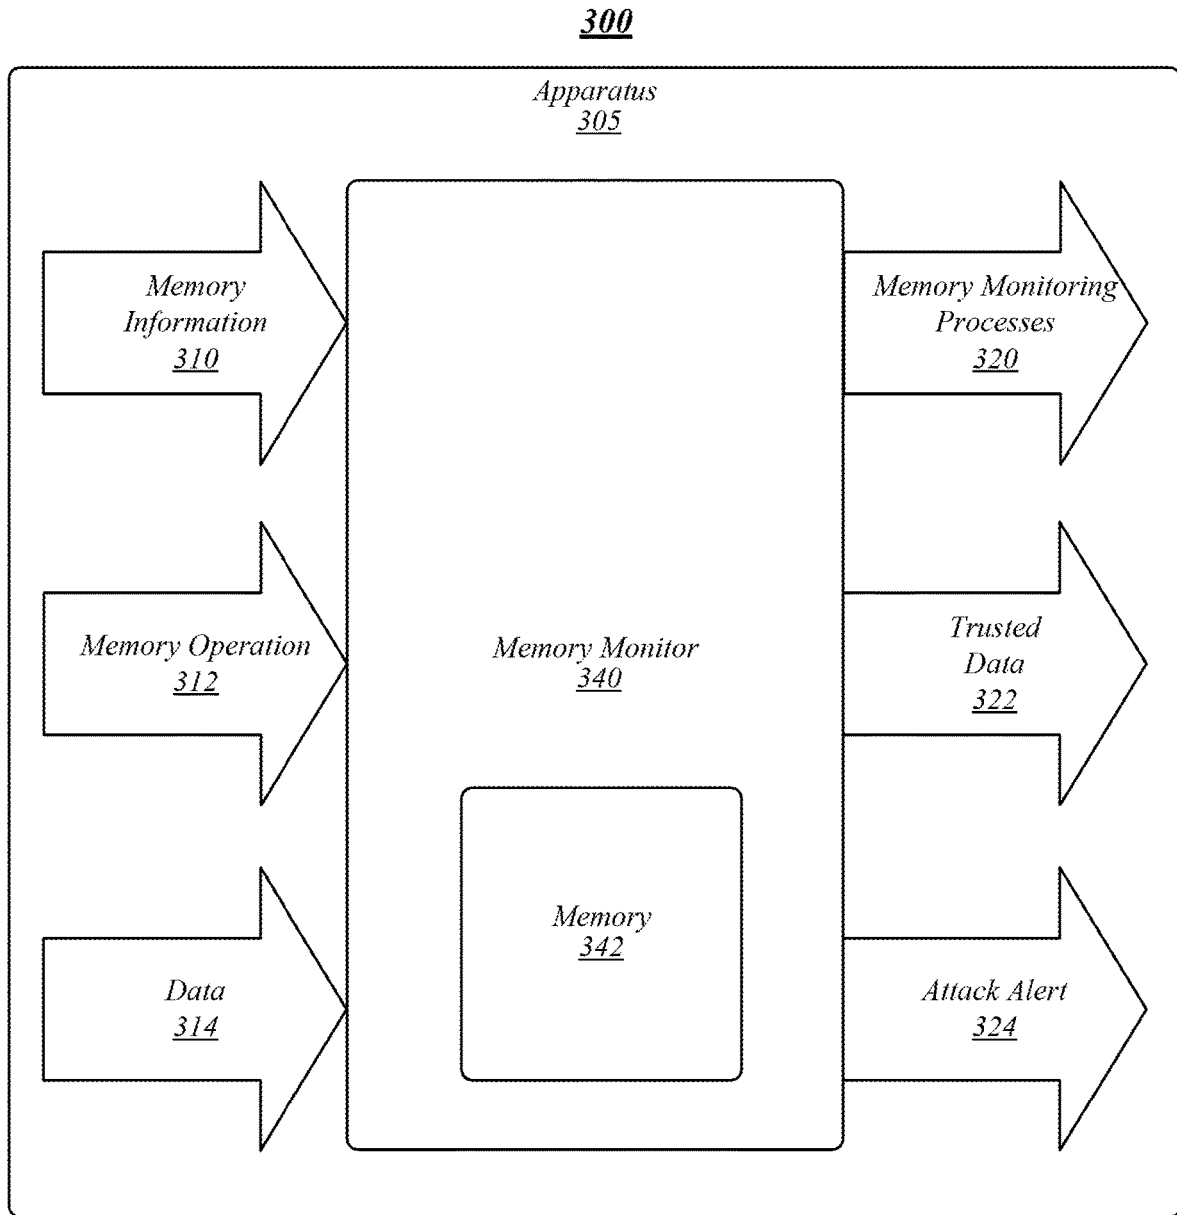 300
Apparatus
305
Memory
Information
310
Memory Monitoring
Processes
320
Memory Operation
312
Memory Monitor
340
Trusted
Data
322
Memory
342
Data
314
Attack Alert
324